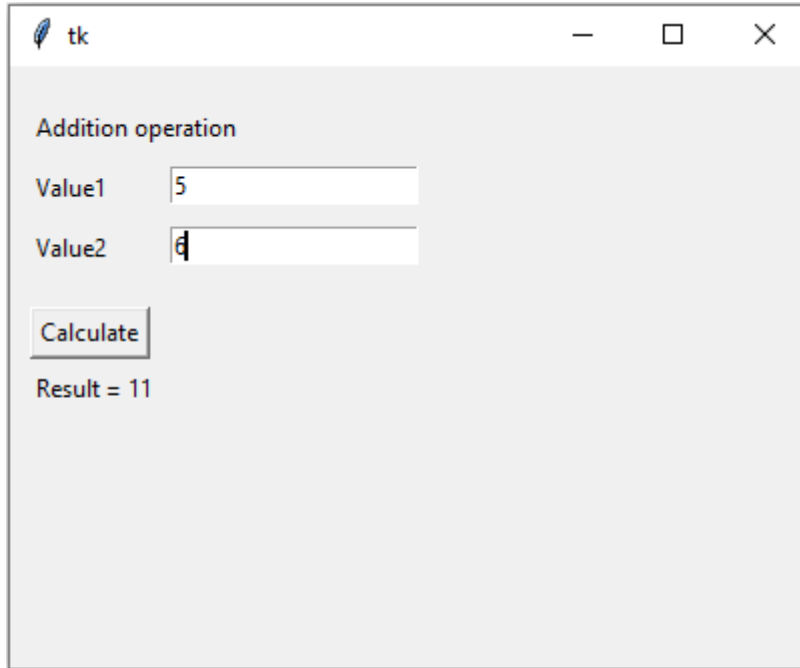 tk
Addition operation
Value1 5
Value2 6
Calculate
Result = 11